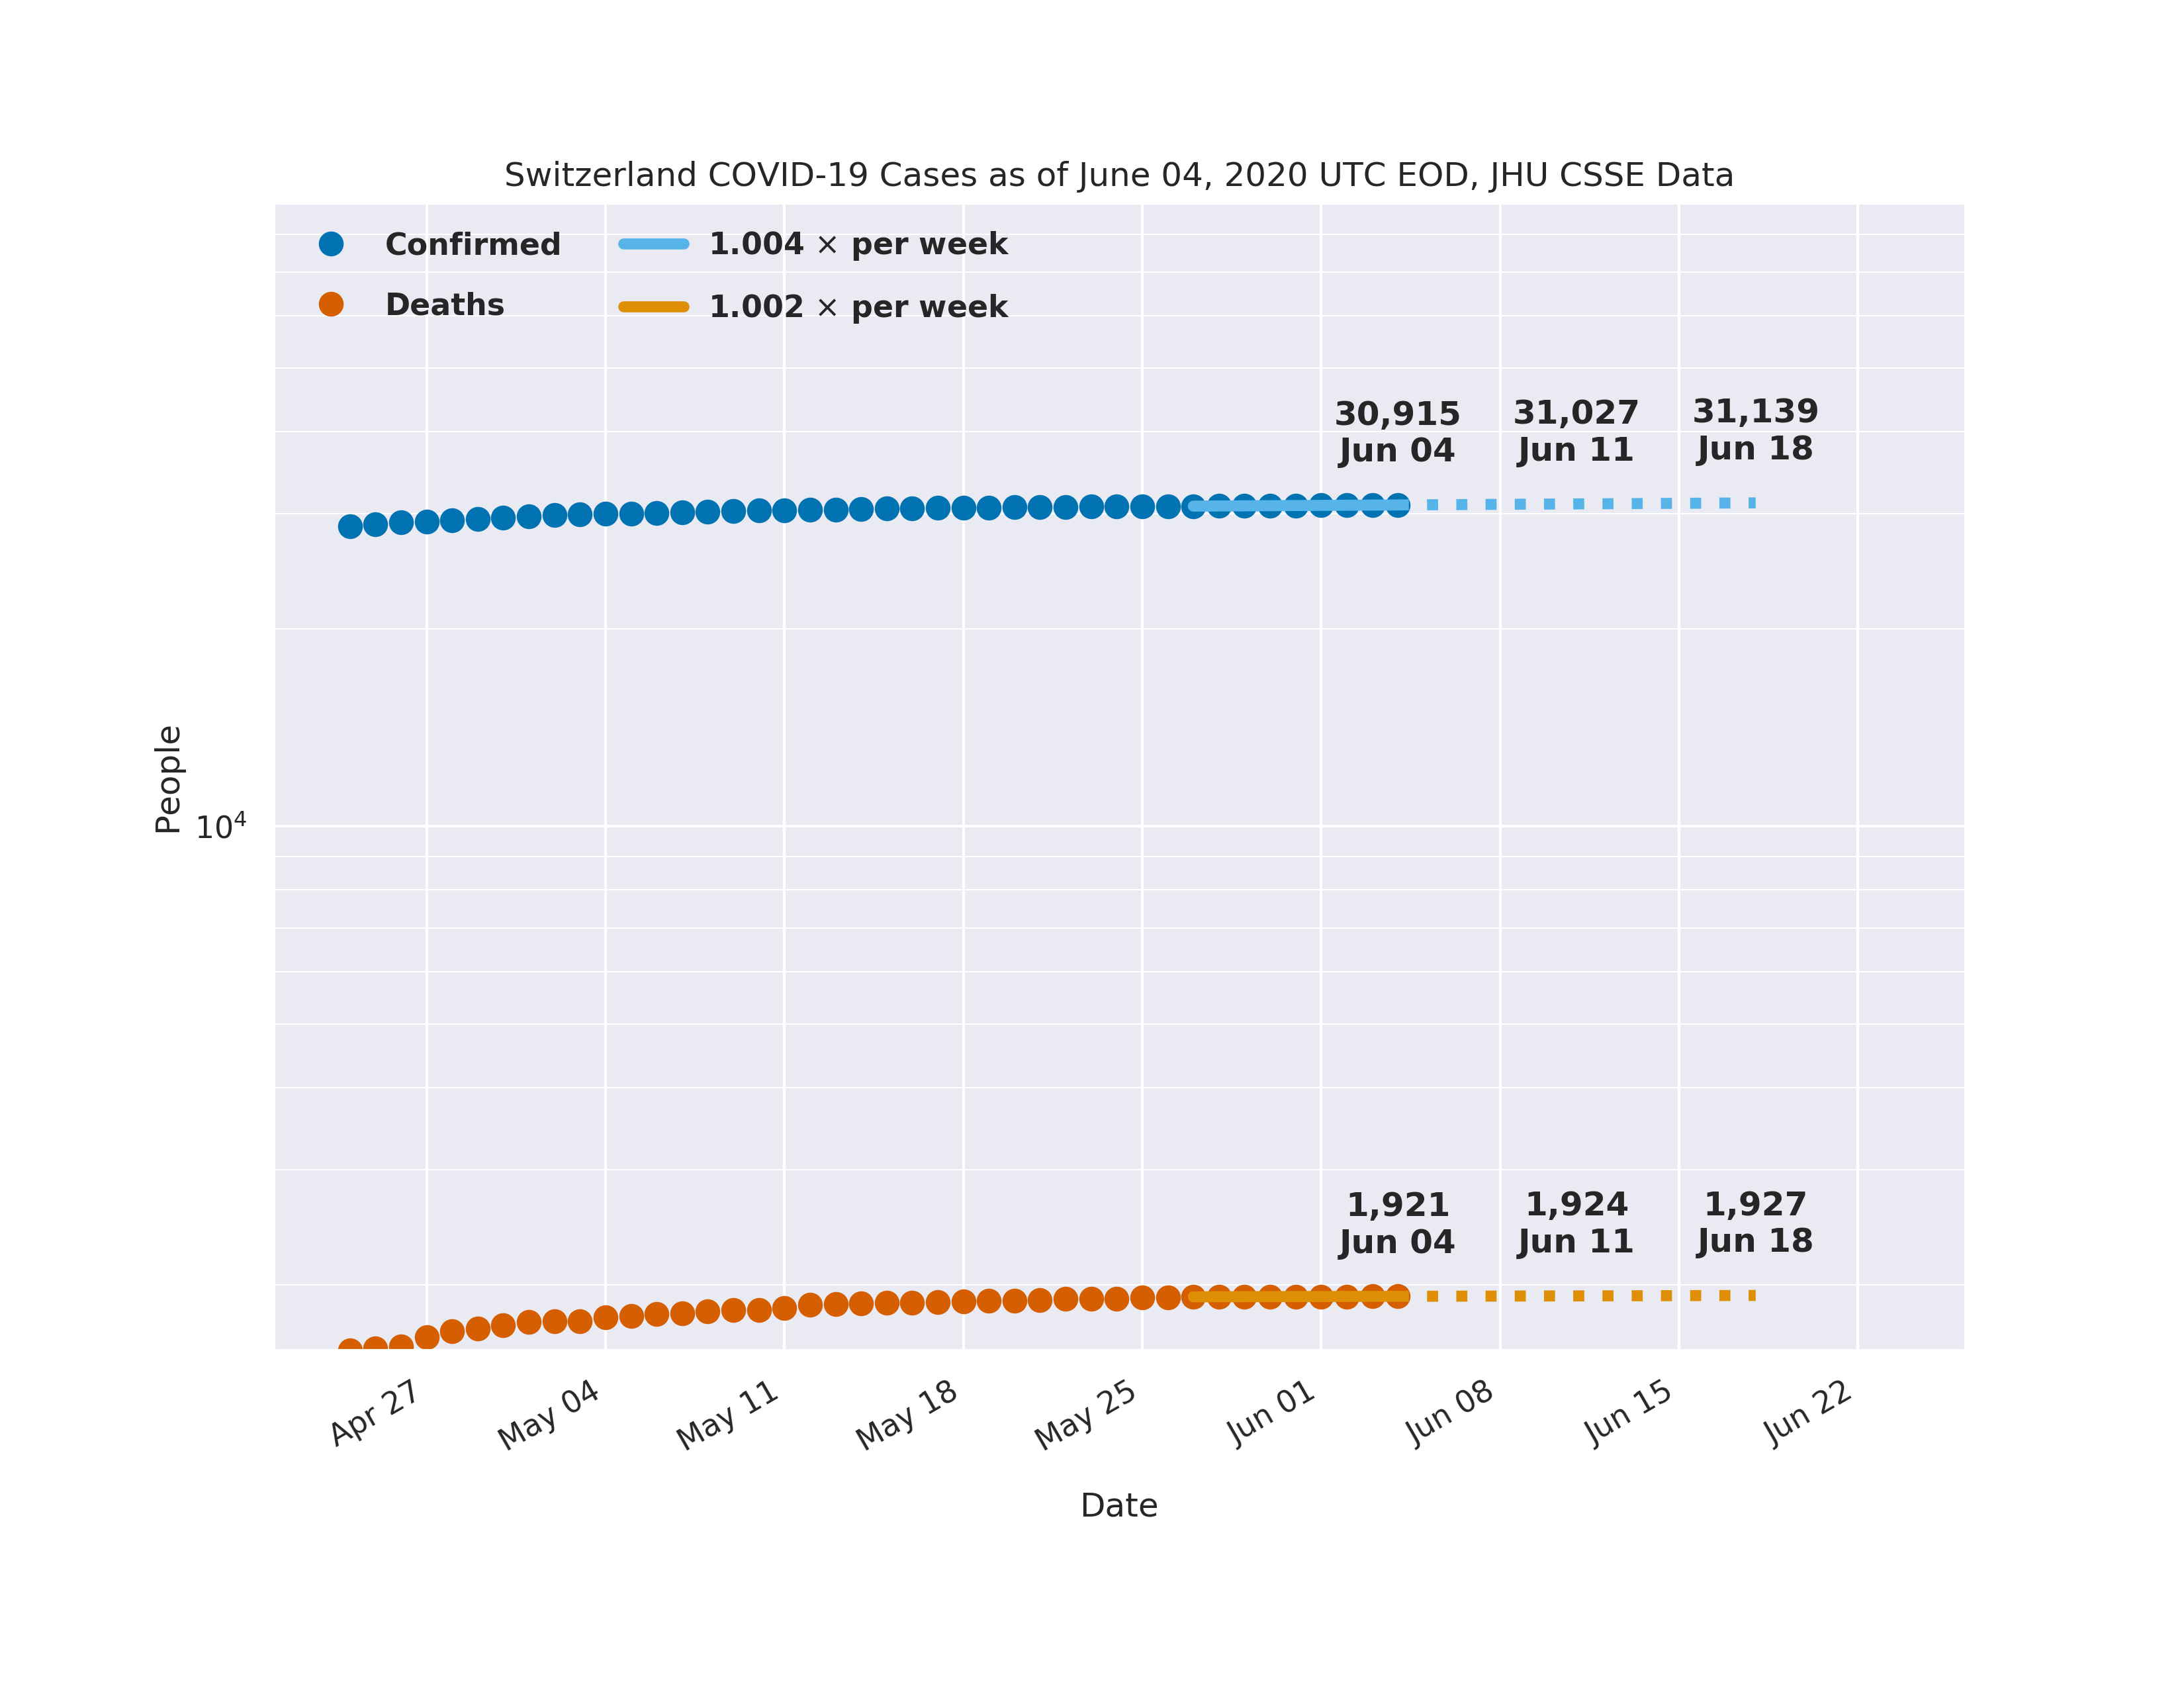 Switzerland COVID-19 Cases as of June 04, 2020 UTC EOD, JHU CSSE Data
Confirmed
Deaths
1.004 × per week
1.002 × per week
30,915
Jun 04
31,027
Jun 11
31,139
Jun 18
People
10⁴
1,921
Jun 04
1,924
Jun 11
1,927
Jun 18
Apr 27
May 04
May 11
May 18
May 25
Jun 01
Jun 08
Jun 15
Jun 22
Date